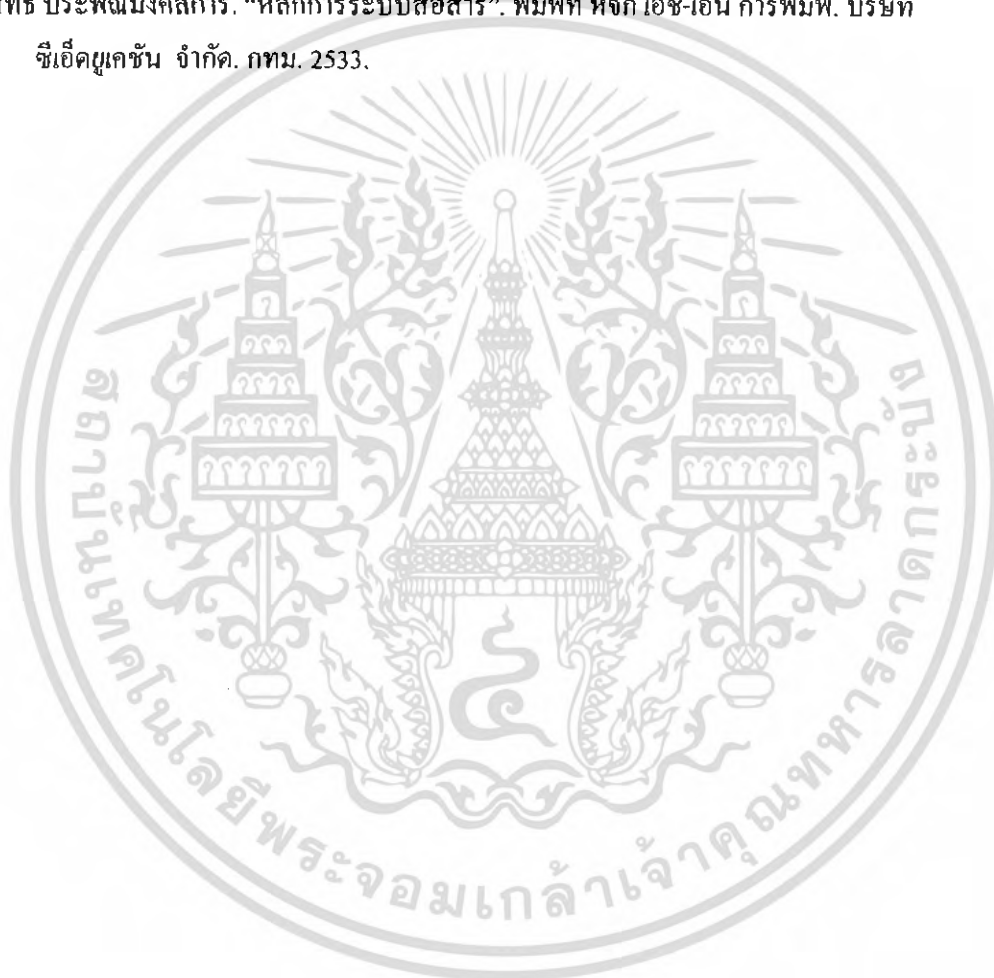 ประพัฒน์มงคลการ. “หลักการระบบสื่อสาร”. พิมพ์ที่ หจก เอช-เอน การพิมพ์. บริษัท
ซีเอ็คยูเคชัน จำกัด. กทม. 2533.
สถาบันเทคโนโลยีพระจอมเกล้าเจ้าคุณทหารลาดกระบัง
๔